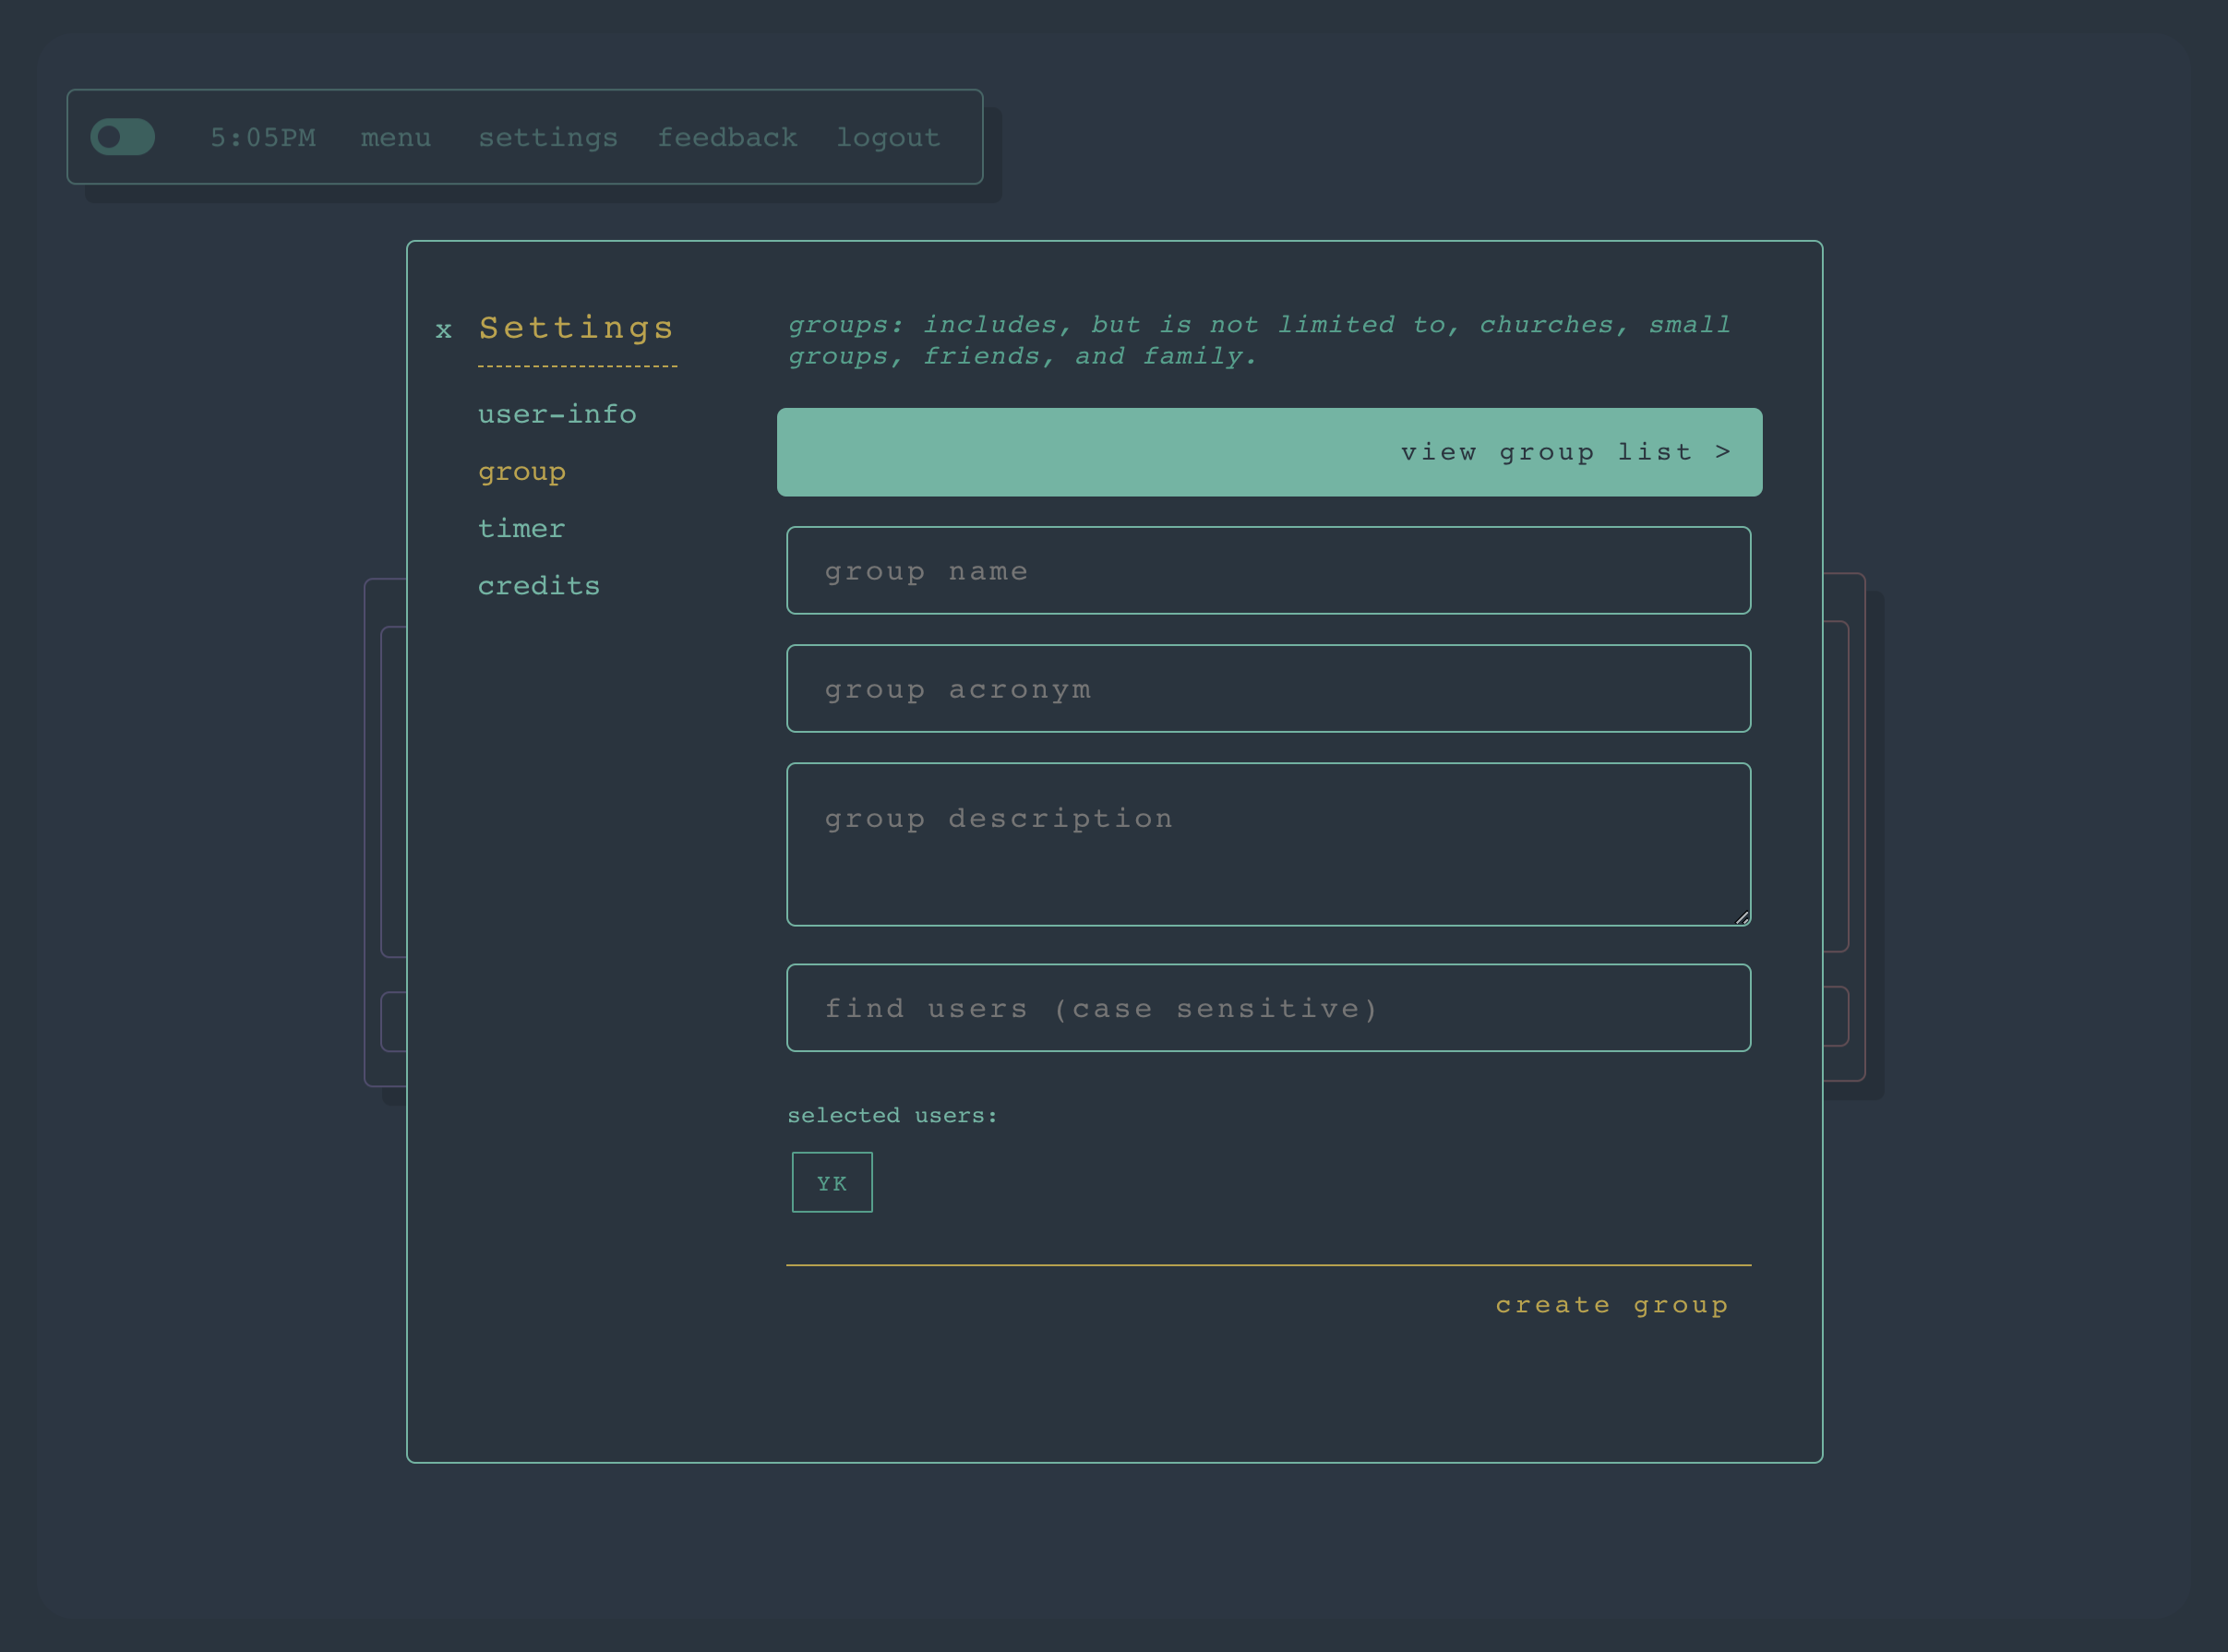 5:05PM menu settings feedback logout
x Settings
user-info
group
timer
credits
groups: includes, but is not limited to, churches, small
groups, friends, and family.
view group list >
group name
group acronym
group description
find users (case sensitive)
selected users:
YK
create group